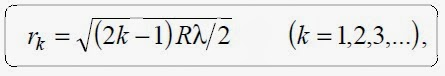 r_k = √((2k – 1) Rλ/2) (k = 1,2,3,...),